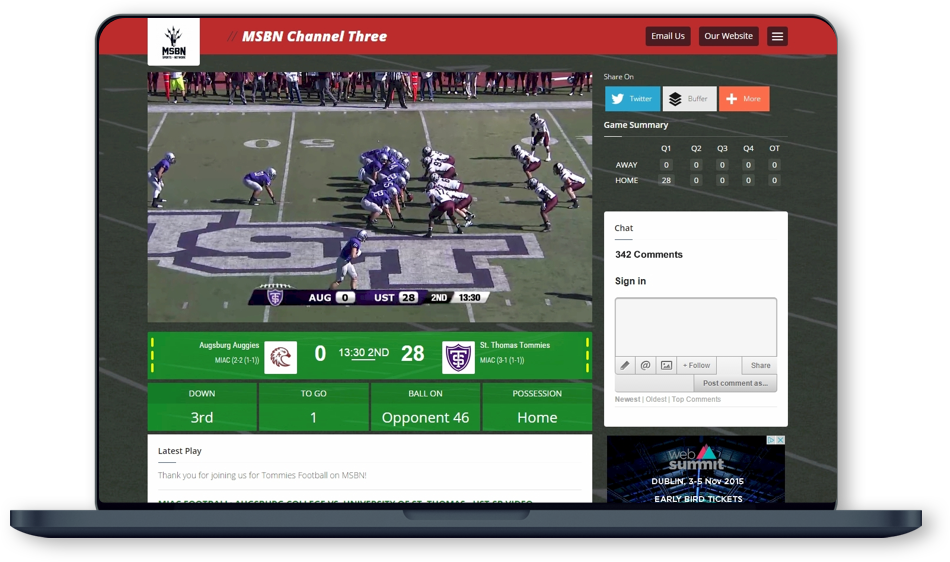 MSBN
SPORTS - NETWORK
// MSBN Channel Three
Email Us
Our Website
AUG 0 UST 28 2ND 13:30
Augsburg Auggies
MIAC (2-2 (1-1))
0
13:30 2ND
28
St. Thomas Tommies
MIAC (3-1 (1-1))
DOWN
3rd
TO GO
1
BALL ON
Opponent 46
POSSESSION
Home
Latest Play
Thank you for joining us for Tommies Football on MSBN!
MIAC FOOTBALL: AUGSBURG COLLEGE VS. UNIVERSITY OF ST. THOMAS - UST SP VIDEO
Share On
Twitter
Buffer
More
Game Summary
Q1 Q2 Q3 Q4 OT
AWAY 0 0 0 0 0
HOME 28 0 0 0 0
Chat
342 Comments
Sign in
@
+ Follow
Share
Post comment as...
Newest | Oldest | Top Comments
web summit
DUBLIN, 3-5 Nov 2015
EARLY BIRD TICKETS